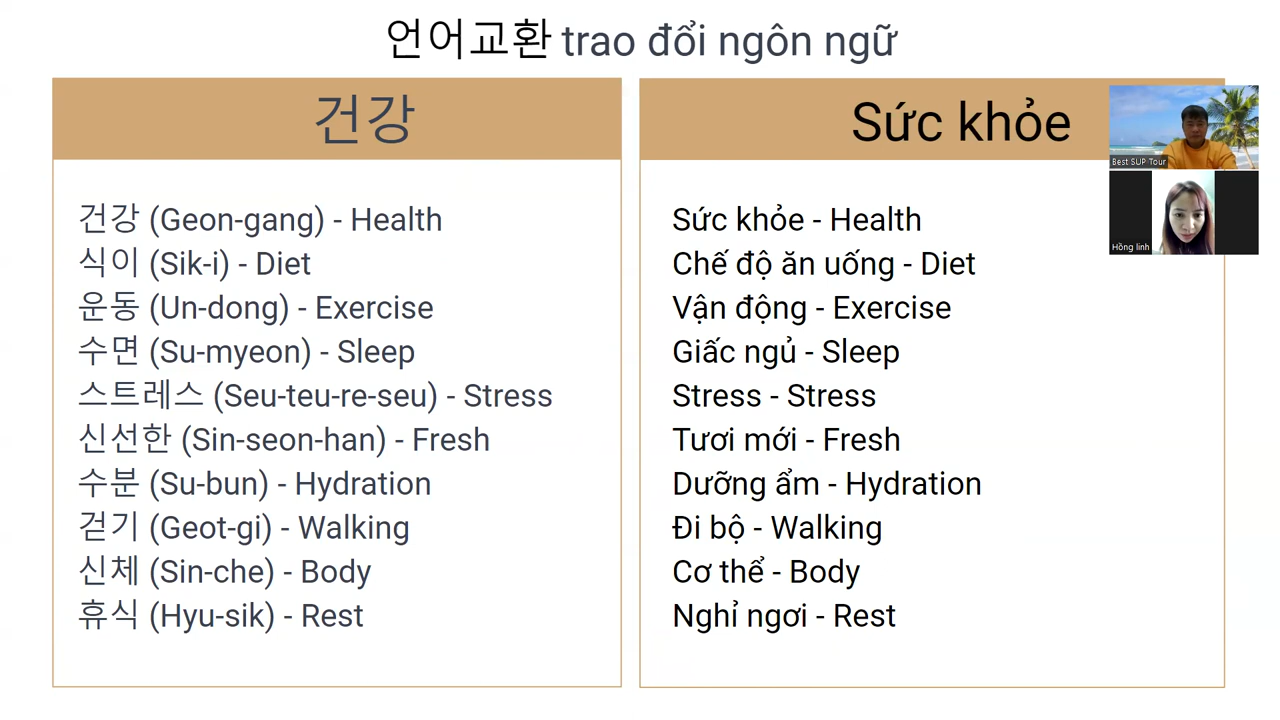 언어교환 trao đổi ngôn ngữ
건강
건강 (Geon-gang) - Health
식이 (Sik-i) - Diet
운동 (Un-dong) - Exercise
수면 (Su-myeon) - Sleep
스트레스 (Seu-teu-re-seu) - Stress
신선한 (Sin-seon-han) - Fresh
수분 (Su-bun) - Hydration
걷기 (Geot-gi) - Walking
신체 (Sin-che) - Body
휴식 (Hyu-sik) - Rest
Sức khỏe
Sức khỏe - Health
Chế độ ăn uống - Diet
Vận động - Exercise
Giấc ngủ - Sleep
Stress - Stress
Tươi mới - Fresh
Dưỡng ẩm - Hydration
Đi bộ - Walking
Cơ thể - Body
Nghỉ ngơi - Rest
Best SUP Tour
Hồng linh